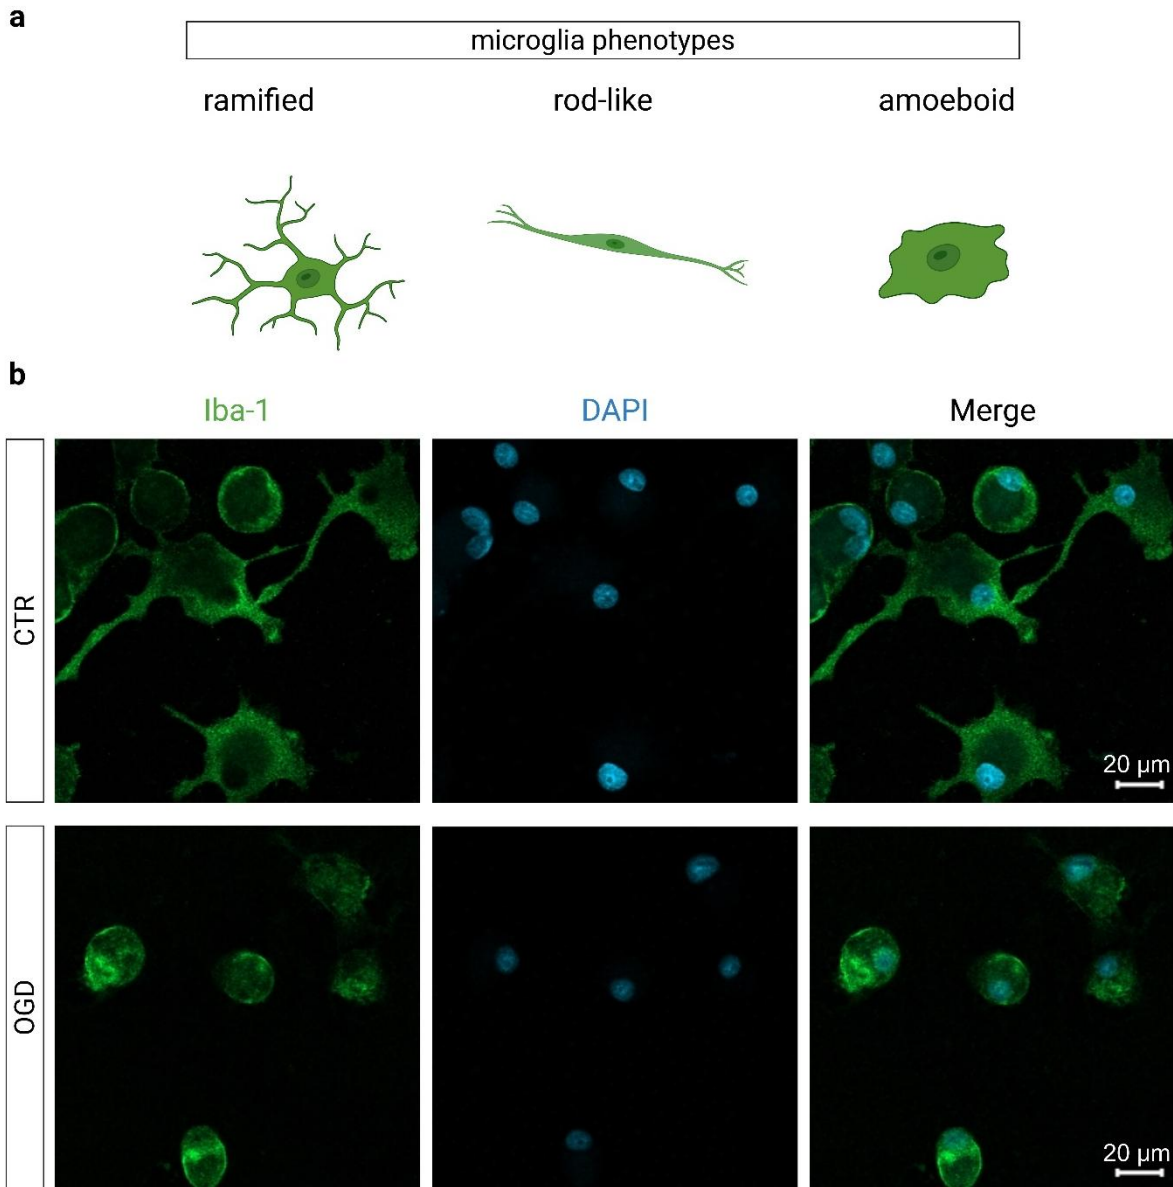 a
microglia phenotypes
ramified
rod-like
amoeboid
b
Iba-1
DAPI
Merge
CTR
20 µm
OGD
20 µm